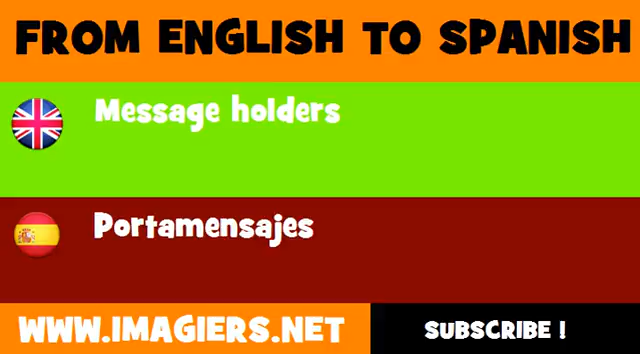 FROM ENGLISH TO SPANISH
Message holders
Portamensajes
WWW.IMAGIERS.NET
SUBSCRIBE !